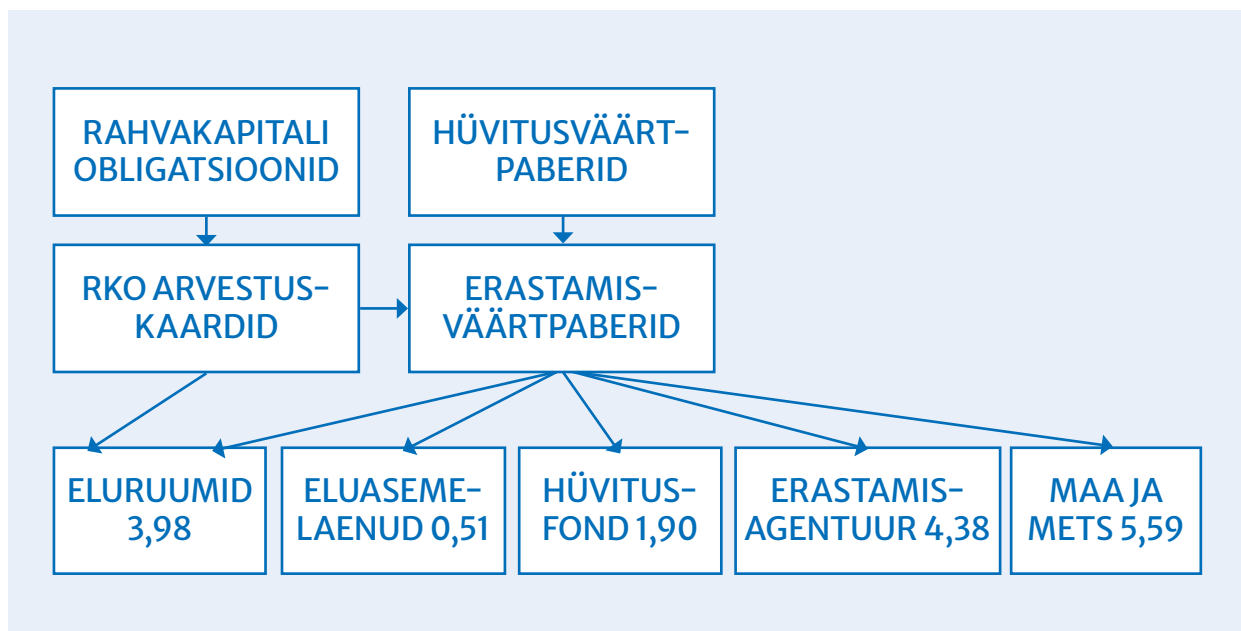 RAHVAKAPITALI
OBLIGATSIOONID
HÜVITUSVÄÄRT-
PABERID
RKO ARVESTUS-
KAARDID
ERASTAMIS-
VÄÄRTPABERID
ELURUUMID
3,98
ELUASEME-
LAENUD 0,51
HÜVITUS-
FOND 1,90
ERASTAMIS-
AGENTUUR 4,38
MAA JA
METS 5,59